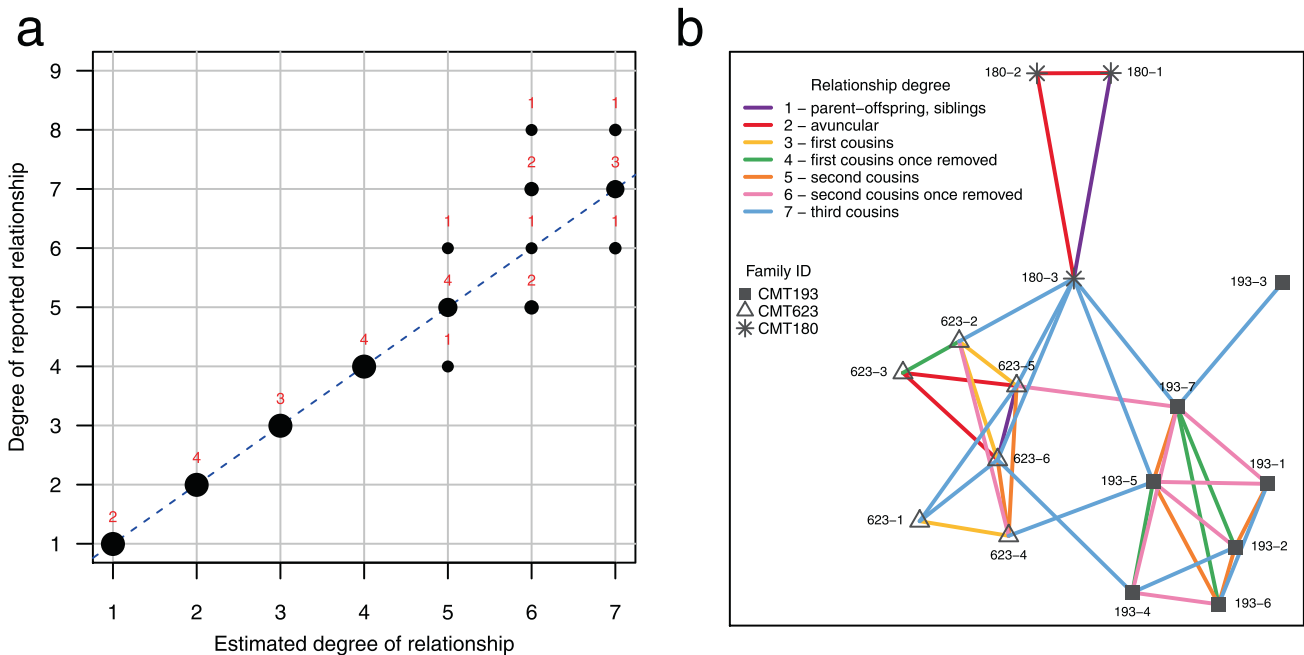 a
9
8
7
6
5
4
3
2
1
Degree of reported relationship
1
1
2
3
1
1
1
4
2
4
1
3
4
2
1
2
3
4
5
6
7
Estimated degree of relationship
b
180−2
180−1
Relationship degree
1 − parent−offspring, siblings
2 − avuncular
3 − first cousins
4 − first cousins once removed
5 − second cousins
6 − second cousins once removed
7 − third cousins
Family ID
CMT193
CMT623
CMT180
180−3
193−3
623−2
623−3
623−5
193−7
623−6
193−5
193−1
623−1
623−4
193−2
193−4
193−6